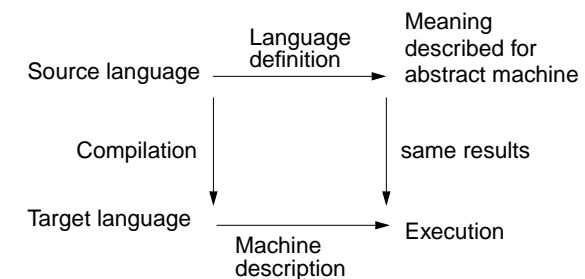 Source language
Language
definition
Meaning
described for
abstract machine
Compilation
same results
Target language
Machine
description
Execution